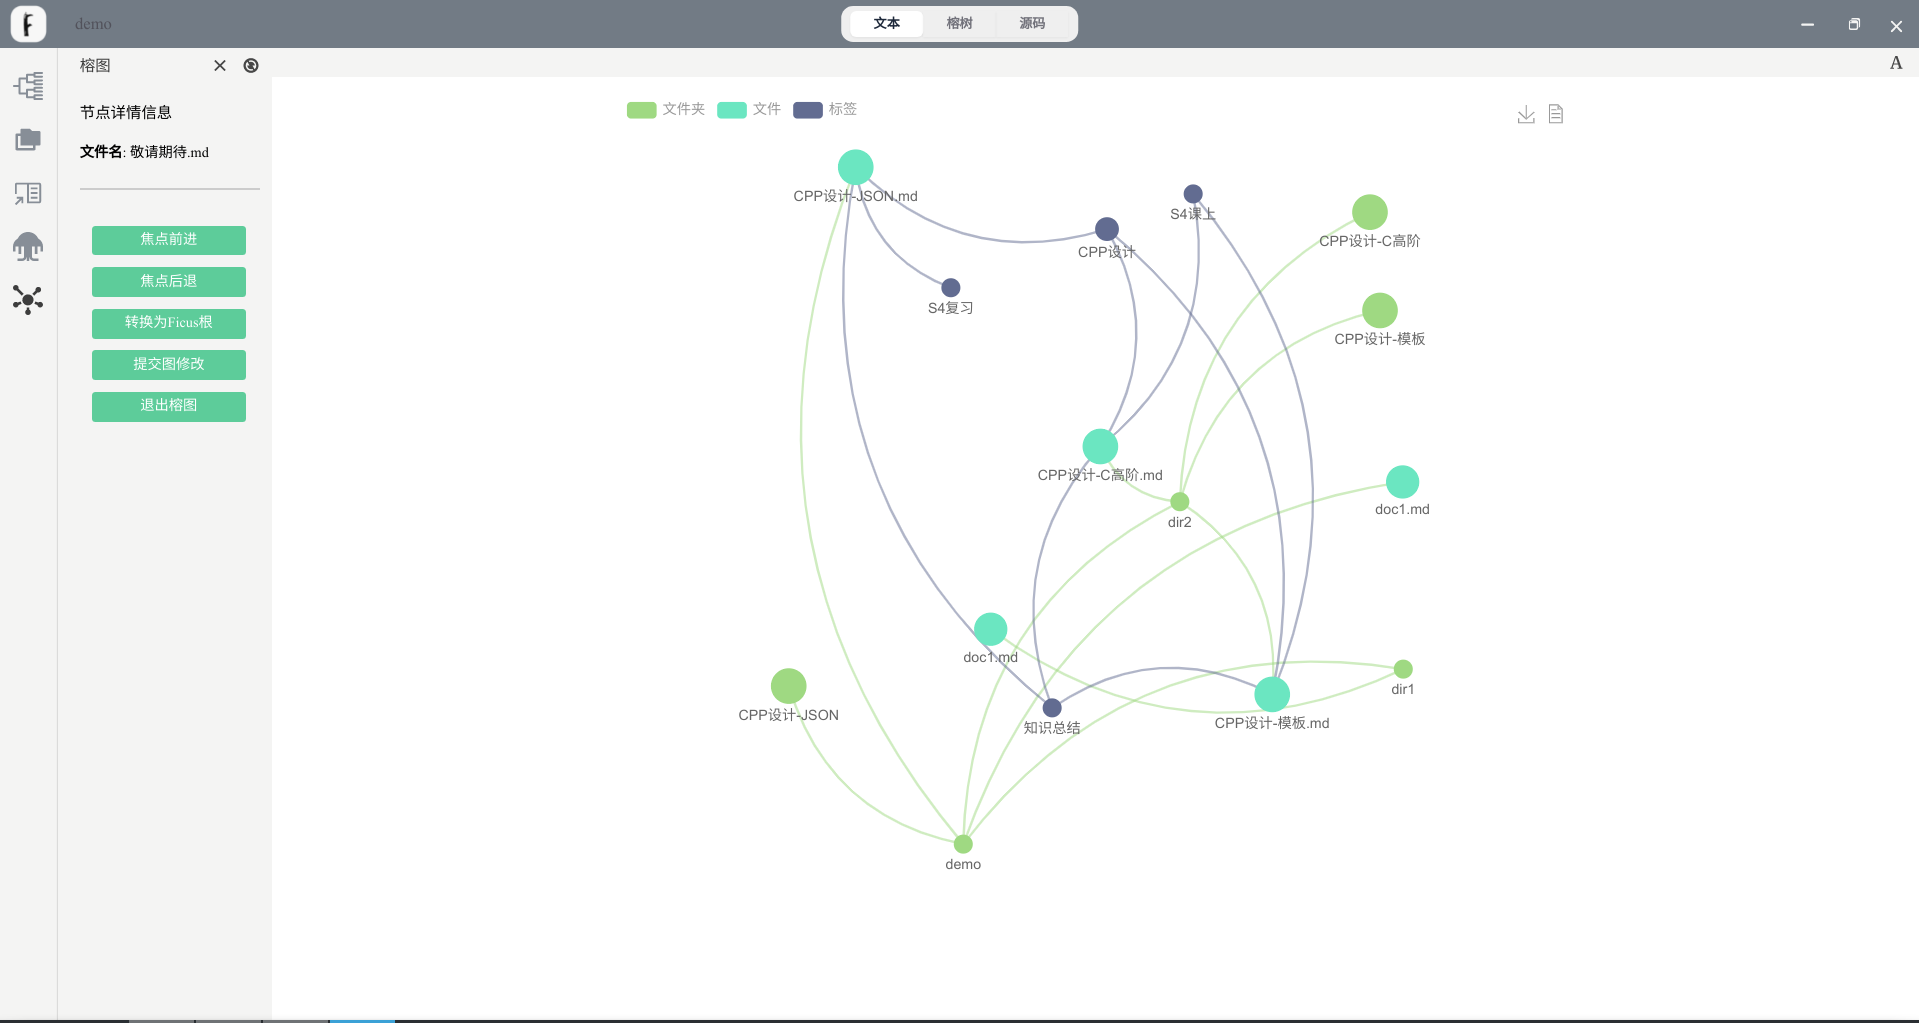 demo
文本
榕树
源码
榕图
A
节点详情信息
文件名: 敬请期待.md
焦点前进
焦点后退
转换为Ficus根
提交图修改
退出榕图
文件夹
文件
标签
CPP设计-JSON.md
S4课上
CPP设计-C高阶
CPP设计
S4复习
CPP设计-模板
CPP设计-C高阶.md
doc1.md
dir2
doc1.md
dir1
CPP设计-JSON
知识总结
CPP设计-模板.md
demo